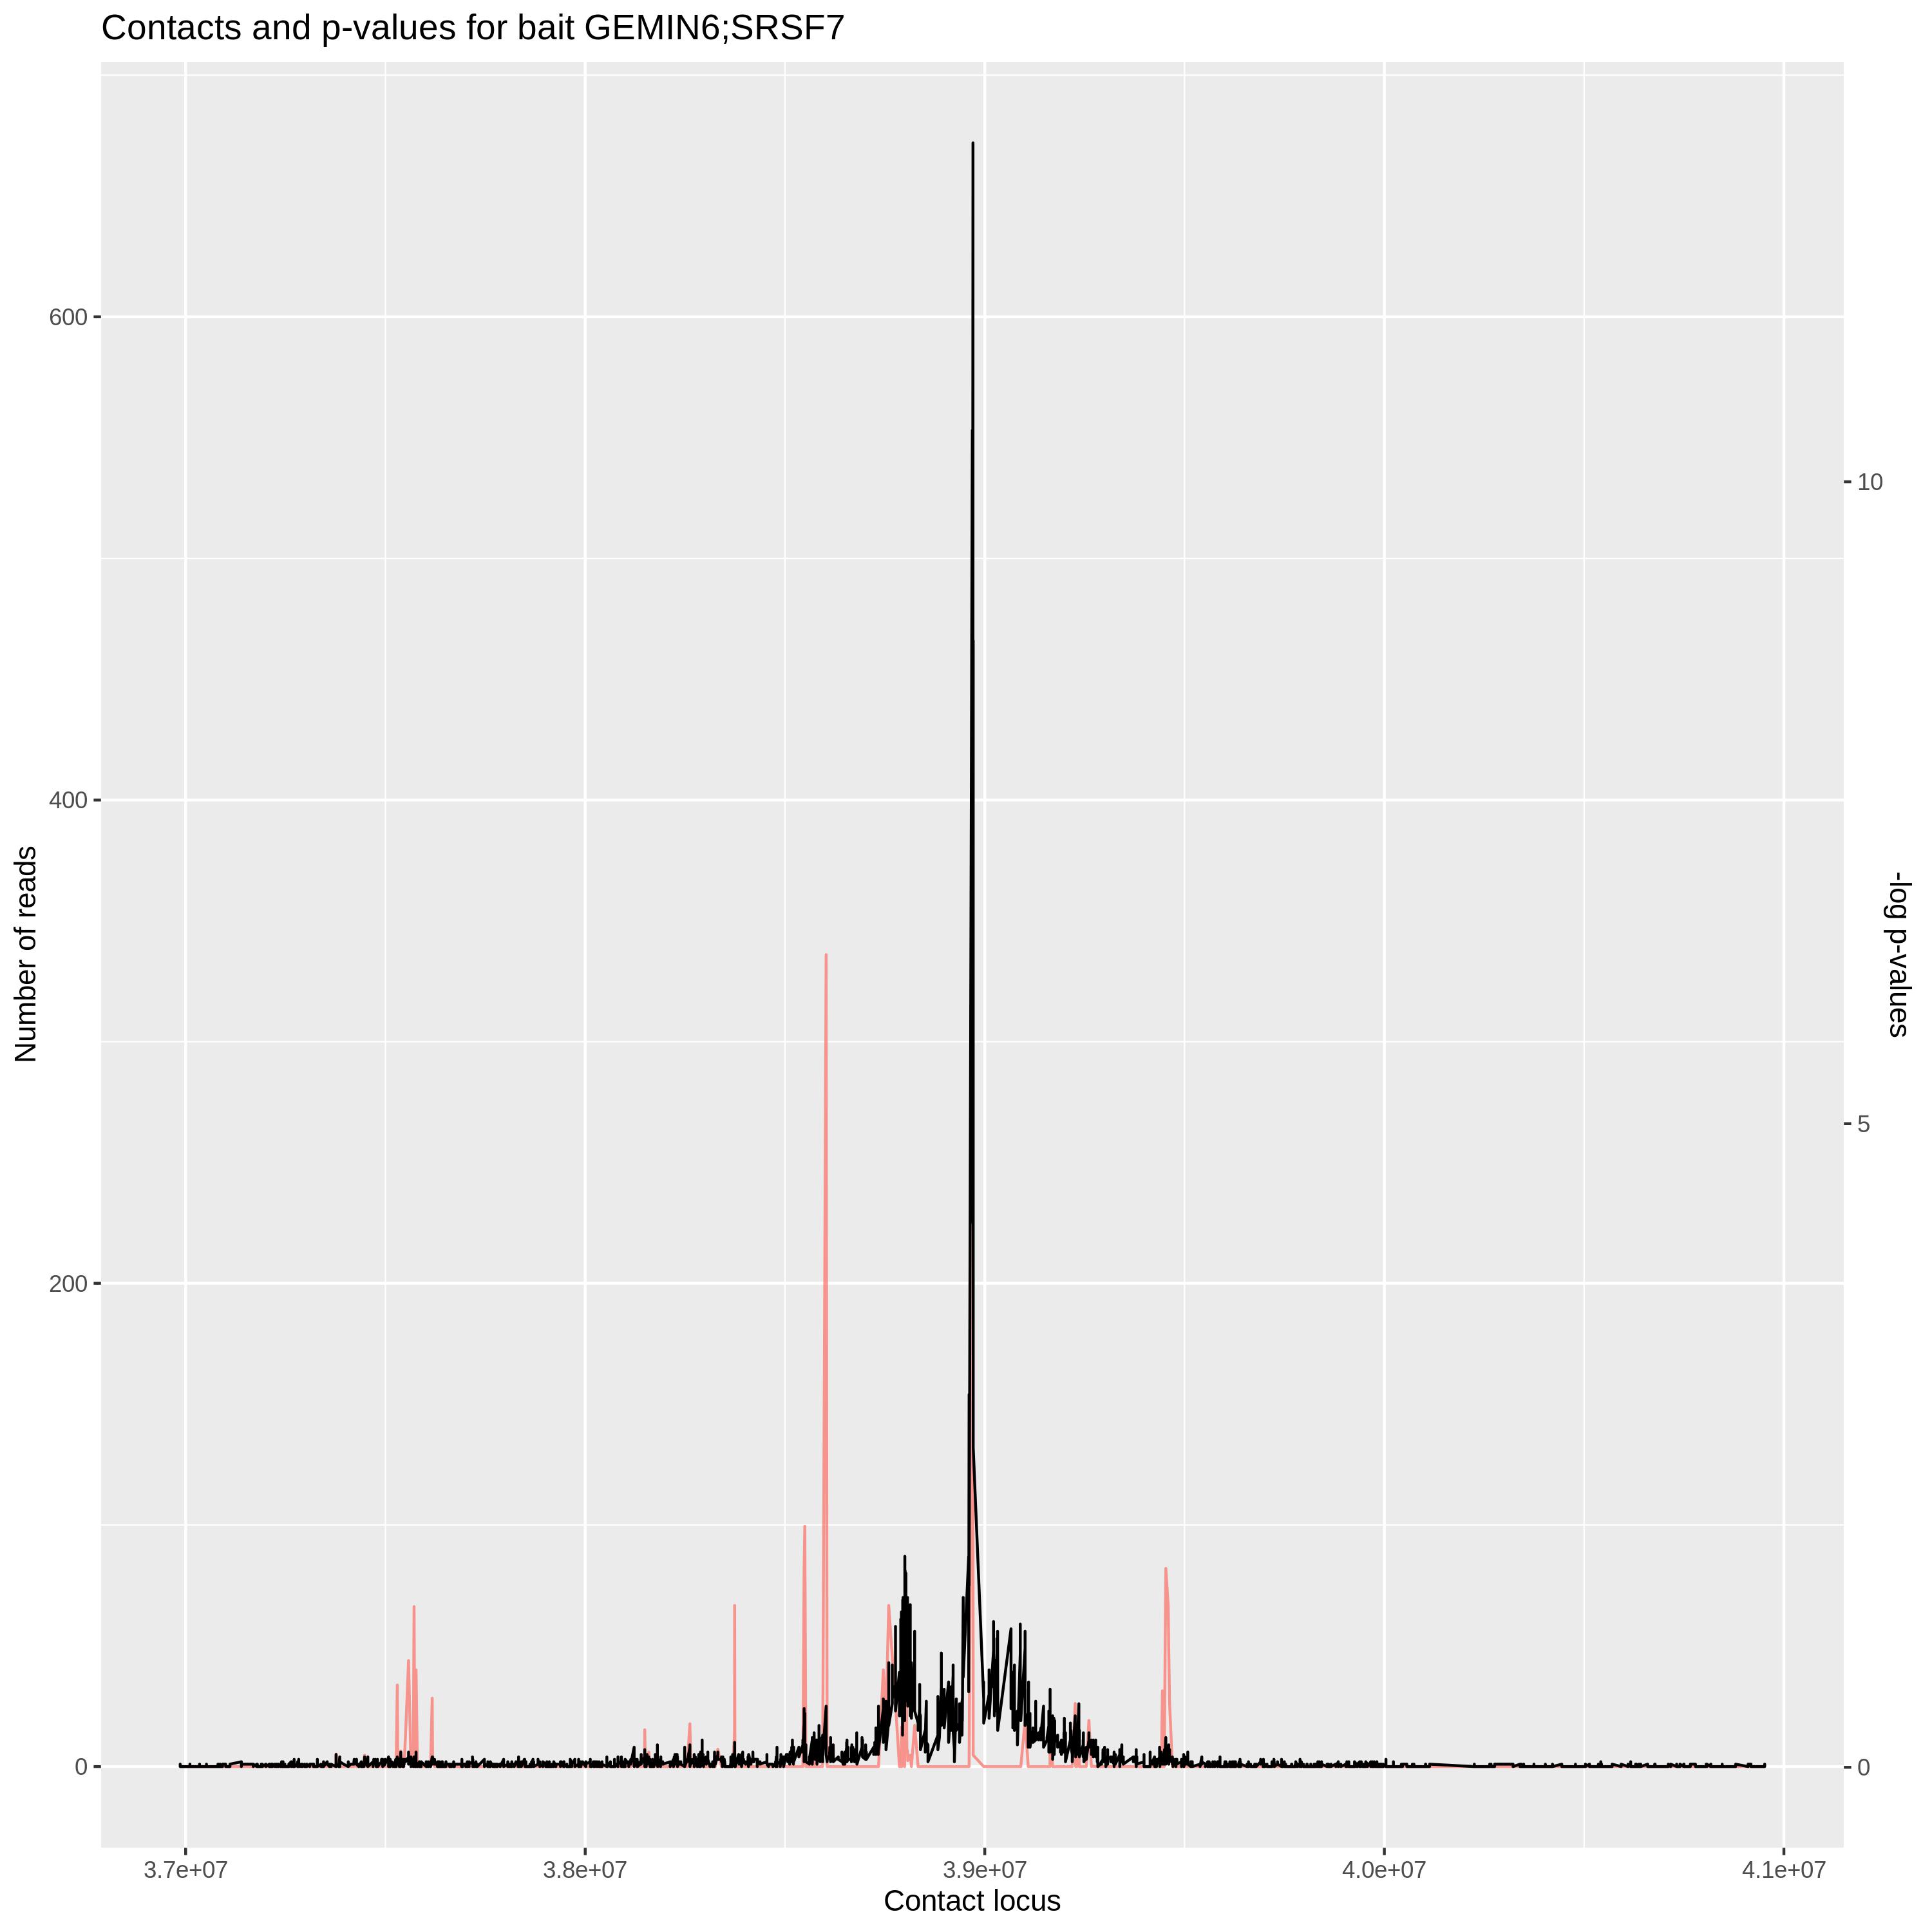 Contacts and p-values for bait GEMIN6;SRSF7
600
400
200
0
Number of reads
10
5
0
-log p-values
3.7e+07
3.8e+07
3.9e+07
4.0e+07
4.1e+07
Contact locus